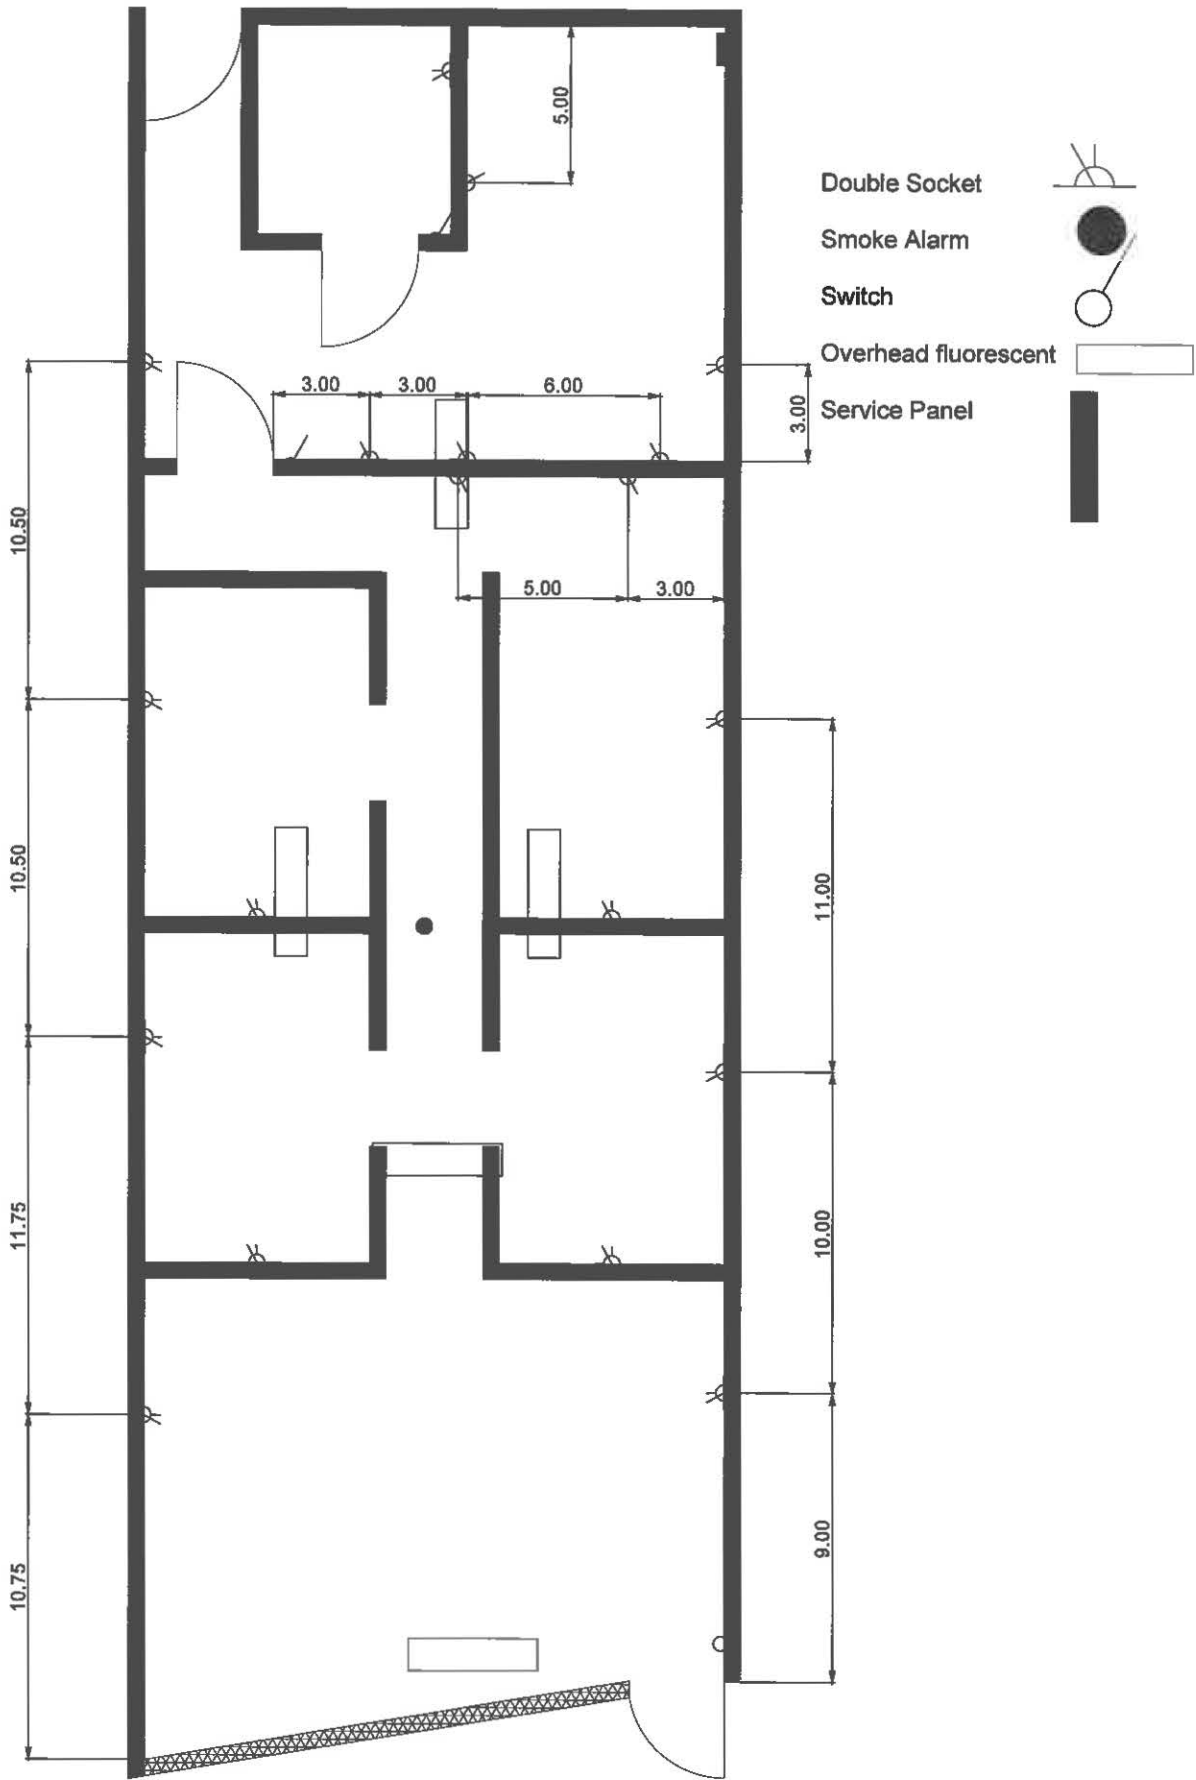 5.00
Double Socket
Smoke Alarm
Switch
Overhead fluorescent
Service Panel
3.00
3.00
6.00
3.00
10.50
5.00
3.00
10.50
11.00
11.75
10.00
10.75
9.00